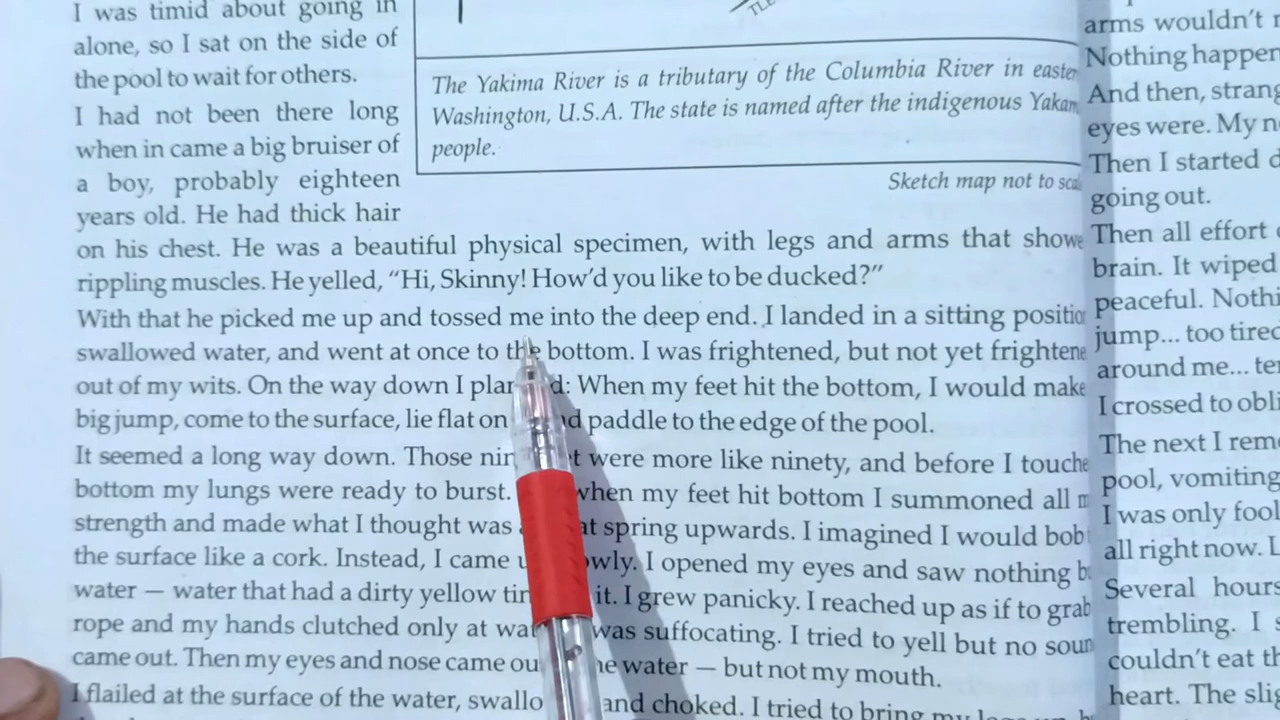 I was timid about going in
alone, so I sat on the side of
the pool to wait for others.
I had not been there long
when in came a big bruiser of
a boy, probably eighteen
years old. He had thick hair
The Yakima River is a tributary of the Columbia River in easte
Washington, U.S.A. The state is named after the indigenous Yakam
people.
Sketch map not to sca
on his chest. He was a beautiful physical specimen, with legs and arms that showe
rippling muscles. He yelled, “Hi, Skinny! How’d you like to be ducked?”
With that he picked me up and tossed me into the deep end. I landed in a sitting positio
swallowed water, and went at once to the bottom. I was frightened, but not yet frightene
out of my wits. On the way down I plan d: When my feet hit the bottom, I would make
big jump, come to the surface, lie flat on d paddle to the edge of the pool.
It seemed a long way down. Those nin t were more like ninety, and before I touche
bottom my lungs were ready to burst. when my feet hit bottom I summoned all m
strength and made what I thought was a at spring upwards. I imagined I would bob
the surface like a cork. Instead, I came u owly. I opened my eyes and saw nothing b
water — water that had a dirty yellow tin it. I grew panicky. I reached up as if to grab
rope and my hands clutched only at wat was suffocating. I tried to yell but no soun
came out. Then my eyes and nose came ou he water — but not my mouth.
I flailed at the surface of the water, swallo and choked. I tried to bring my legs up, b
arms wouldn’t
Nothing happen
And then, strang
eyes were. My n
Then I started d
going out.
Then all effort
brain. It wiped
peaceful. Nothi
jump... too tired
around me... ten
I crossed to obli
The next I rem
pool, vomiting
I was only fool
all right now. L
Several hours
trembling. I s
couldn’t eat th
heart. The slig